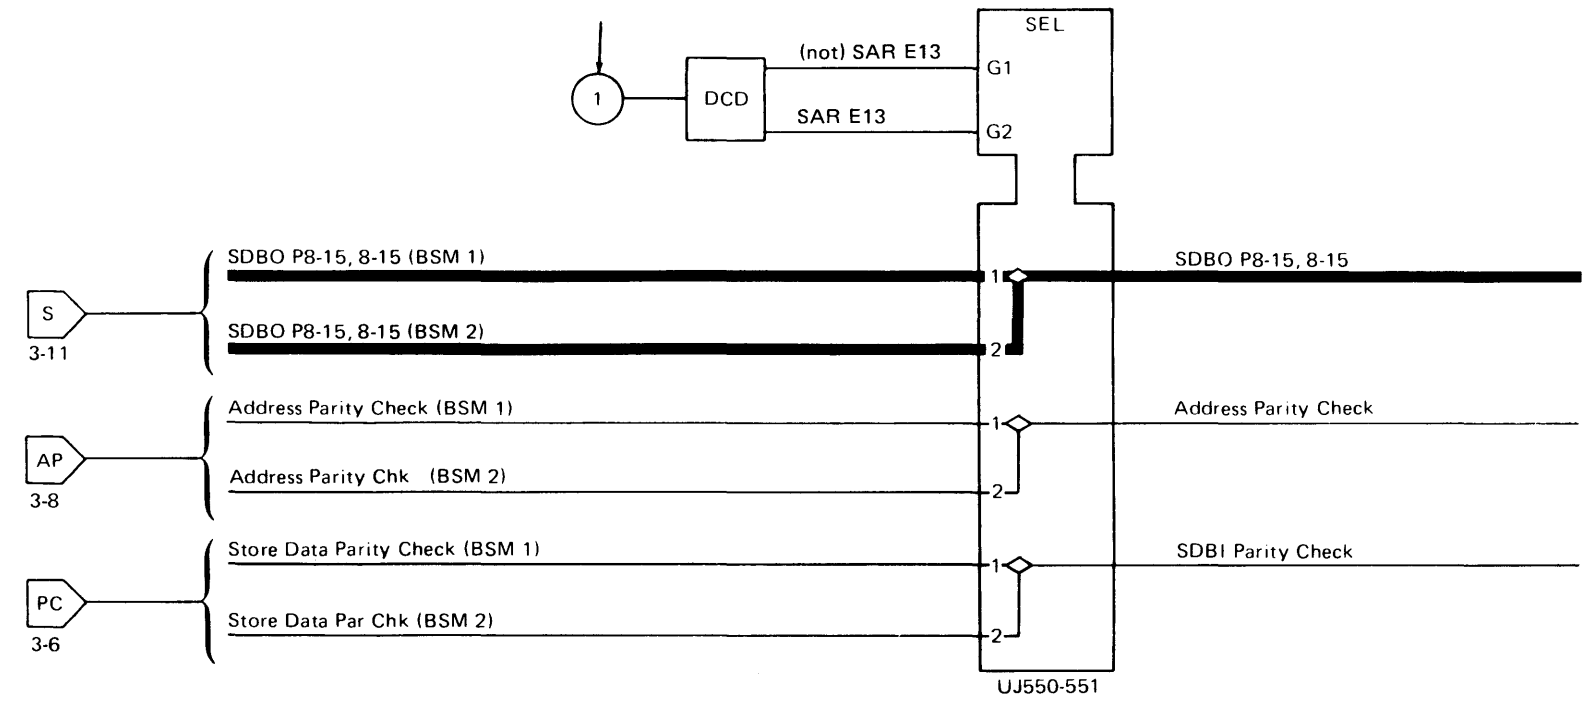 SEL
(not) SAR E13
G1
1
DCD
SAR E13
G2
SDBO P8-15, 8-15 (BSM 1)
1
SDBO P8-15, 8-15
S
SDBO P8-15, 8-15 (BSM 2)
2
3-11
Address Parity Check (BSM 1)
1
Address Parity Check
AP
Address Parity Chk (BSM 2)
2
3-8
Store Data Parity Check (BSM 1)
1
SDBI Parity Check
PC
Store Data Par Chk (BSM 2)
2
3-6
UJ550-551